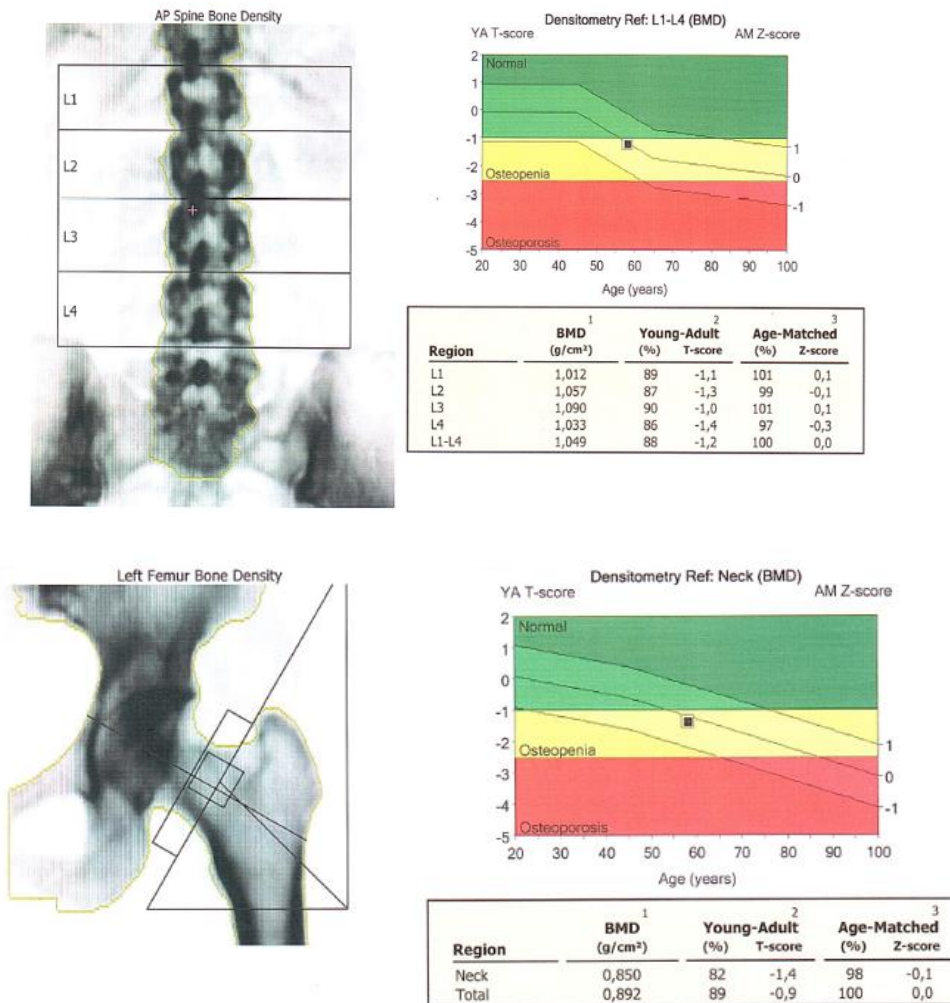 AP Spine Bone Density
L1
L2
L3
L4
Densitometry Ref: L1-L4 (BMD)
YA T-score AM Z-score
2
1
0
-1
-2
-3
-4
-5
Normal
Osteopenia
Osteoporosis
1
0
-1
20 30 40 50 60 70 80 90 100
Age (years)
1 2 3
BMD Young-Adult Age-Matched
Region (g/cm²) (%) T-score (%) Z-score
L1 1,012 89 -1,1 101 0,1
L2 1,057 87 -1,3 99 -0,1
L3 1,090 90 -1,0 101 0,1
L4 1,033 86 -1,4 97 -0,3
L1-L4 1,049 88 -1,2 100 0,0
Left Femur Bone Density
Densitometry Ref: Neck (BMD)
YA T-score AM Z-score
2
1
0
-1
-2
-3
-4
-5
Normal
Osteopenia
Osteoporosis
1
0
-1
20 30 40 50 60 70 80 90 100
Age (years)
1 2 3
BMD Young-Adult Age-Matched
Region (g/cm²) (%) T-score (%) Z-score
Neck 0,850 82 -1,4 98 -0,1
Total 0,892 89 -0,9 100 0,0